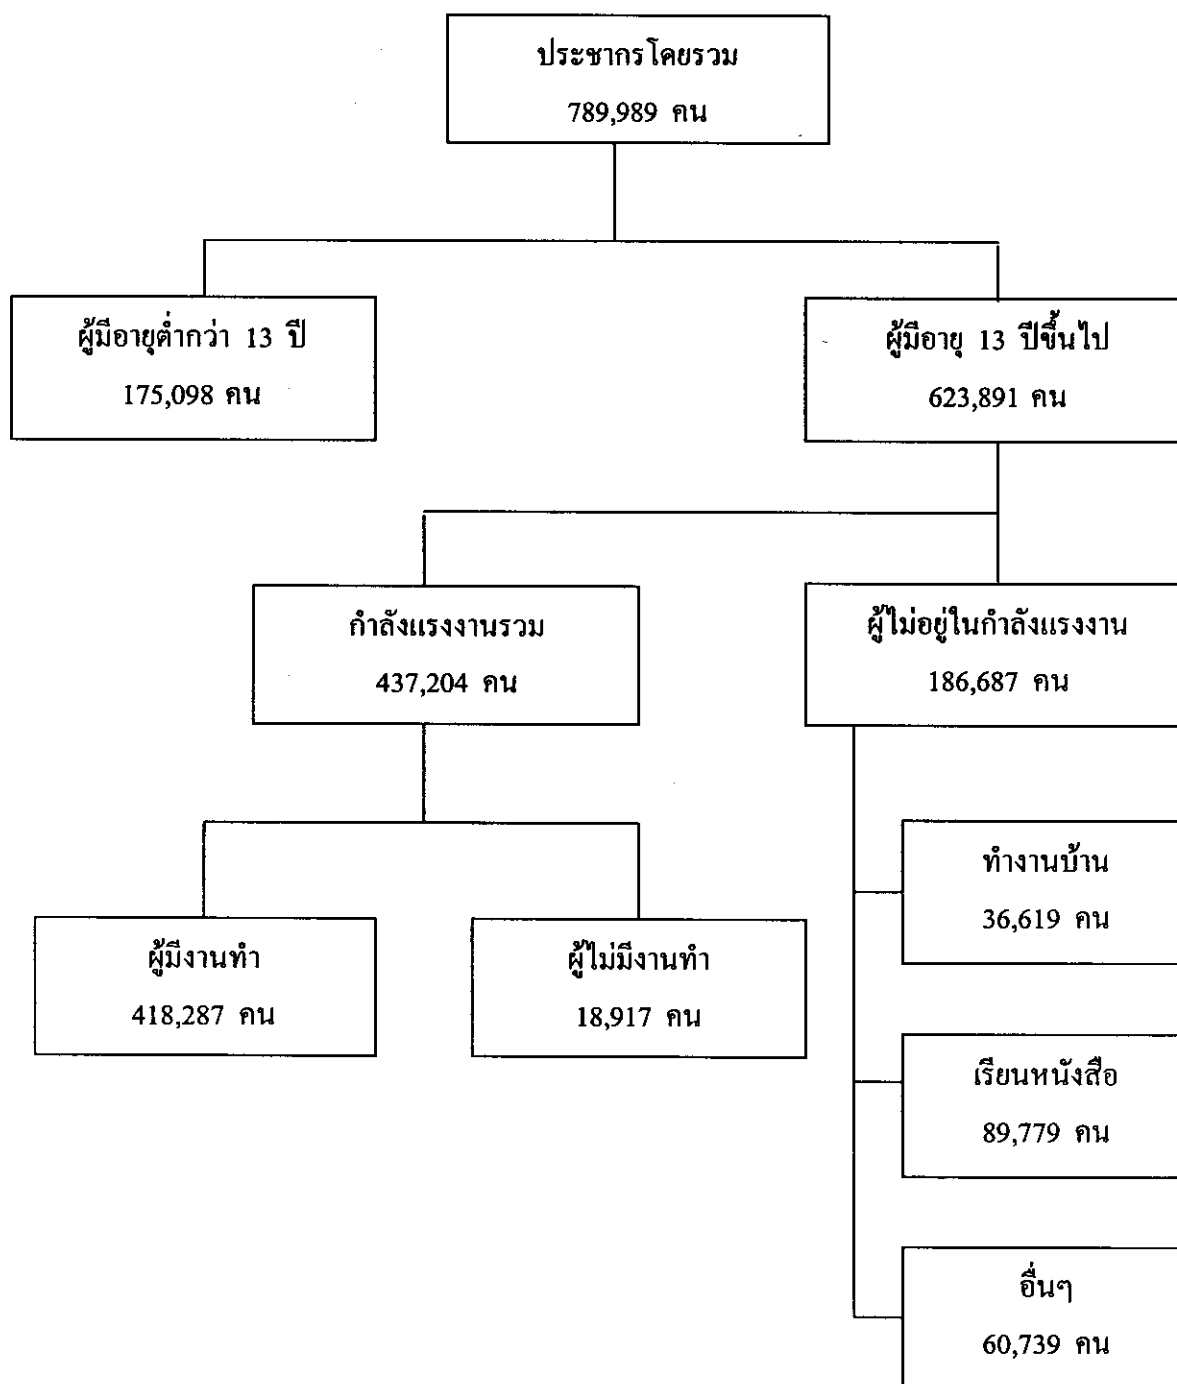 ประชากรโดยรวม
789,989 คน
ผู้มีอายุต่ำกว่า 13 ปี
175,098 คน
ผู้มีอายุ 13 ปีขึ้นไป
623,891 คน
กำลังแรงงานรวม
437,204 คน
ผู้ไม่อยู่ในกำลังแรงงาน
186,687 คน
ทำงานบ้าน
36,619 คน
ผู้มีงานทำ
418,287 คน
ผู้ไม่มีงานทำ
18,917 คน
เรียนหนังสือ
89,779 คน
อื่นๆ
60,739 คน